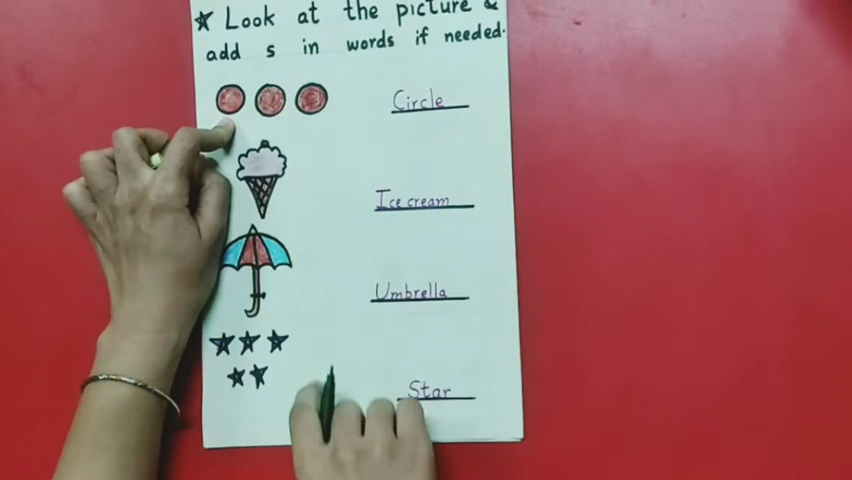 ★ Look at the picture &
add s in words if needed.
Circle
Ice cream
Umbrella
Star